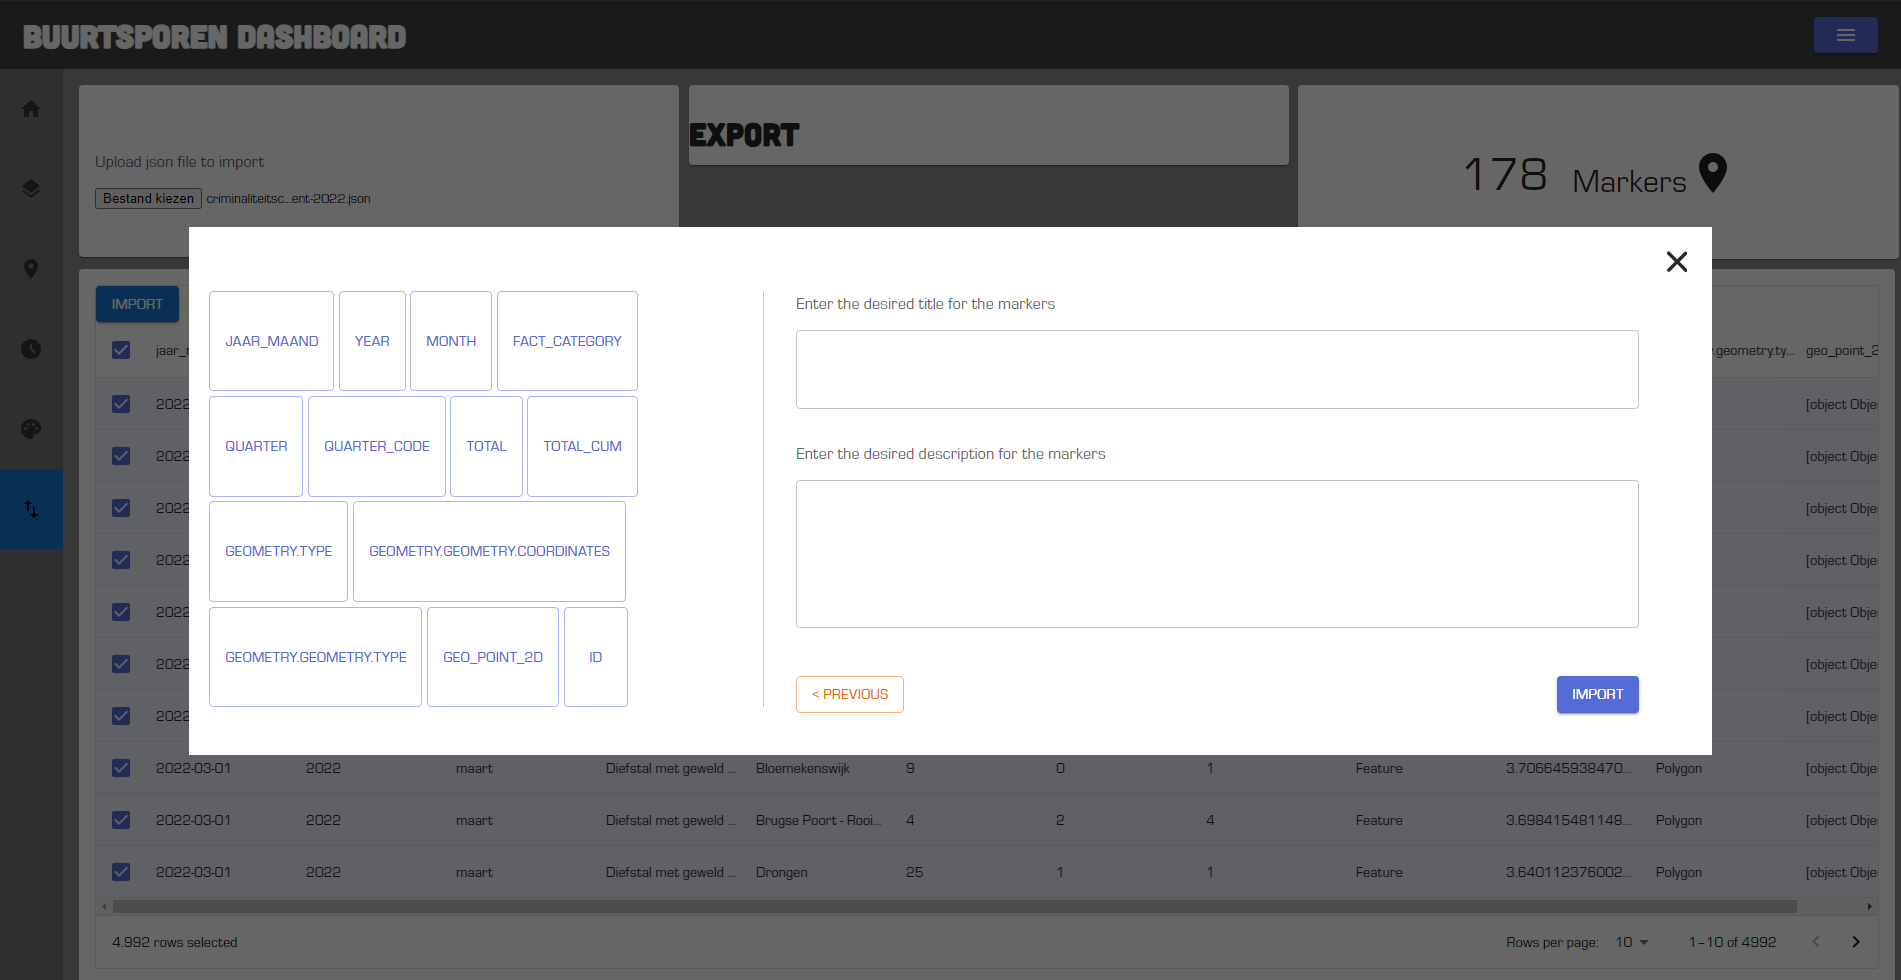 BUURTSPOREN DASHBOARD
Upload json file to import
Bestand kiezen criminaliteitsc...ent-2022.json
EXPORT
178 Markers
IMPORT
JAAR_MAAND YEAR MONTH FACT_CATEGORY
QUARTER QUARTER_CODE TOTAL TOTAL_CUM
GEOMETRY.TYPE GEOMETRY.GEOMETRY.COORDINATES
GEOMETRY.GEOMETRY.TYPE GEO_POINT_2D ID
Enter the desired title for the markers
Enter the desired description for the markers
< PREVIOUS IMPORT
.geometry.ty... geo_point_2
2022 [object Obje
2022 [object Obje
2022 [object Obje
2022 [object Obje
2022 [object Obje
2022 [object Obje
2022 [object Obje
2022-03-01 2022 maart Diefstal met geweld ... Bloemekenswijk 9 0 1 Feature 3.706645938470... Polygon [object Obje
2022-03-01 2022 maart Diefstal met geweld ... Brugse Poort - Rooi... 4 2 4 Feature 3.698415481148... Polygon [object Obje
2022-03-01 2022 maart Diefstal met geweld ... Drongen 25 1 1 Feature 3.640112376002... Polygon [object Obje
4.992 rows selected
Rows per page: 10 1–10 of 4992